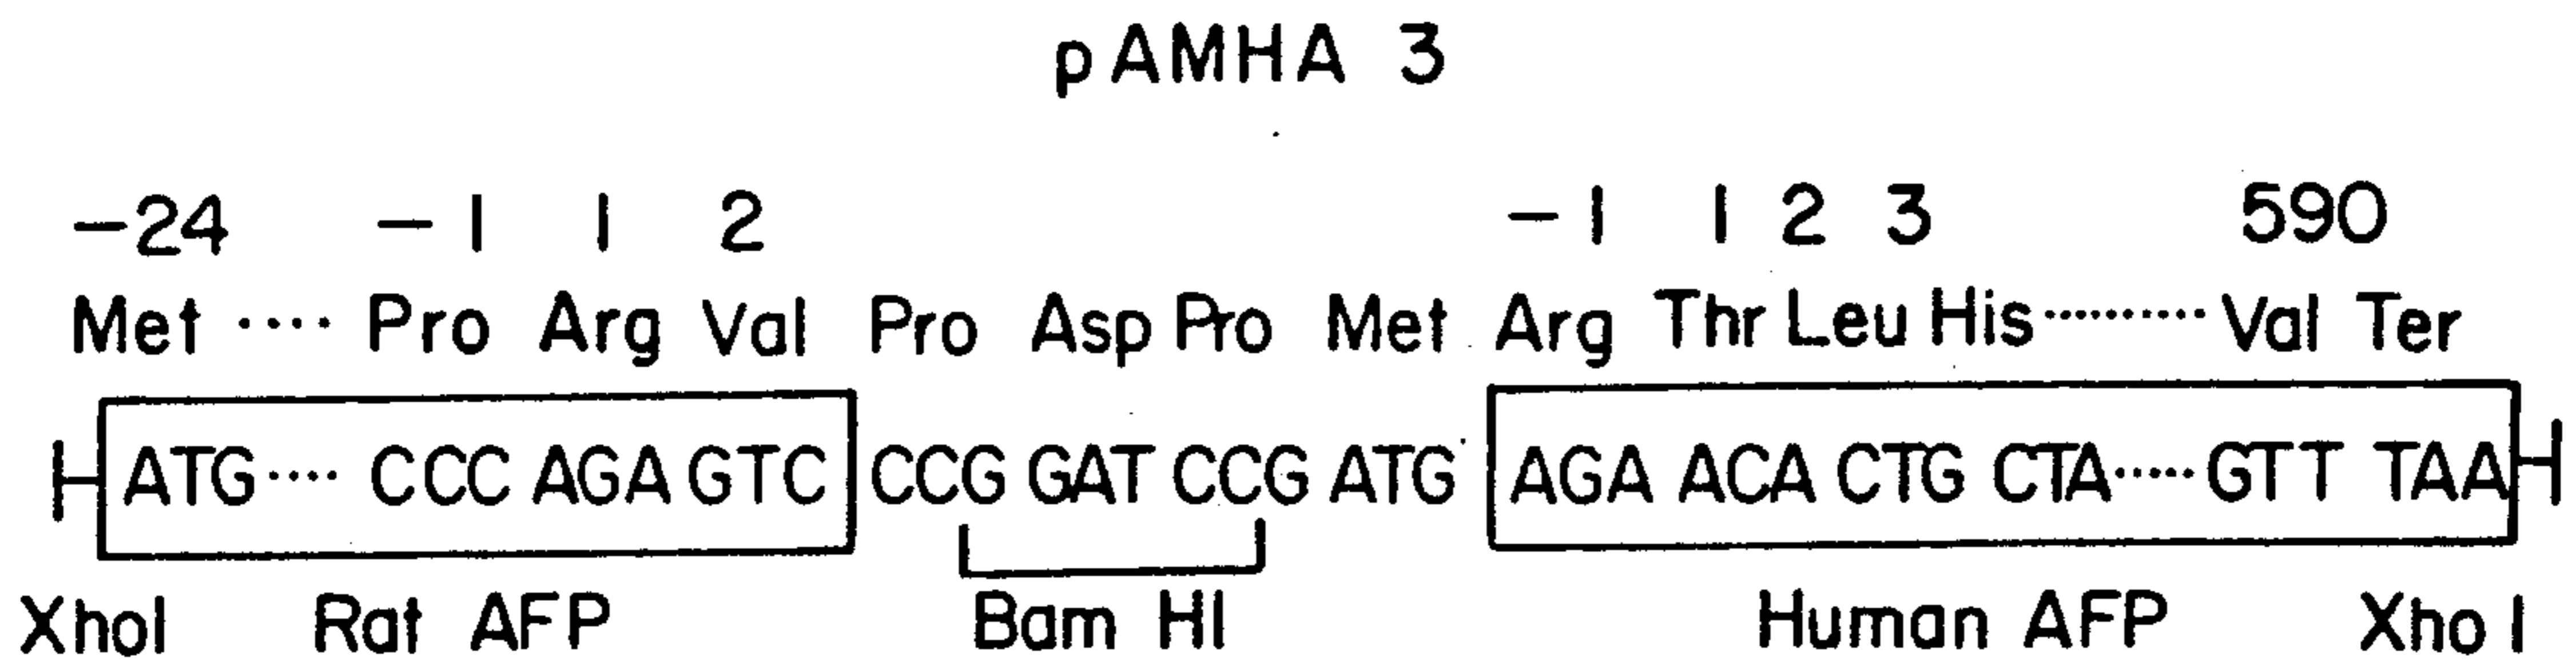 pAMHA 3
-24 -1 1 2 -1 1 2 3 590
Met .... Pro Arg Val Pro Asp Pro Met Arg Thr Leu His .......... Val Ter
ATG .... CCC AGA GTC CCG GAT CCG ATG AGA ACA CTG CTA ..... GTT TAA
XhoI Rat AFP Bam HI Human AFP Xho I